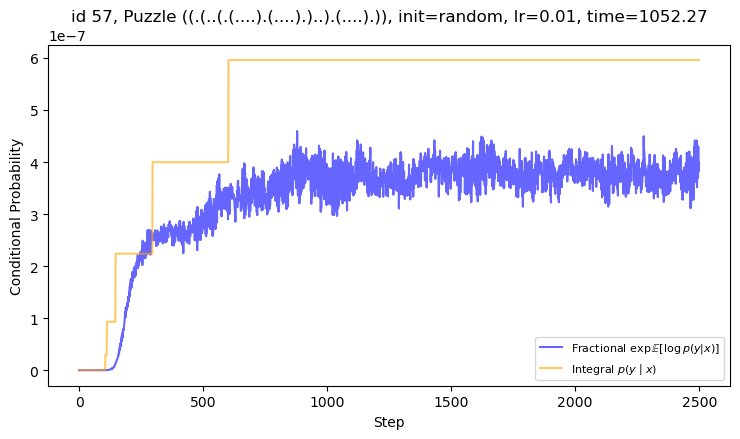 id 57, Puzzle ((.(..(.(....).(....).)..).(....).)), init=random, lr=0.01, time=1052.27
1e−7
6
5
4
3
2
1
0
Conditional Probability
Fractional exp𝔼[log p(y|x)]
Integral p(y | x)
0
500
1000
1500
2000
2500
Step